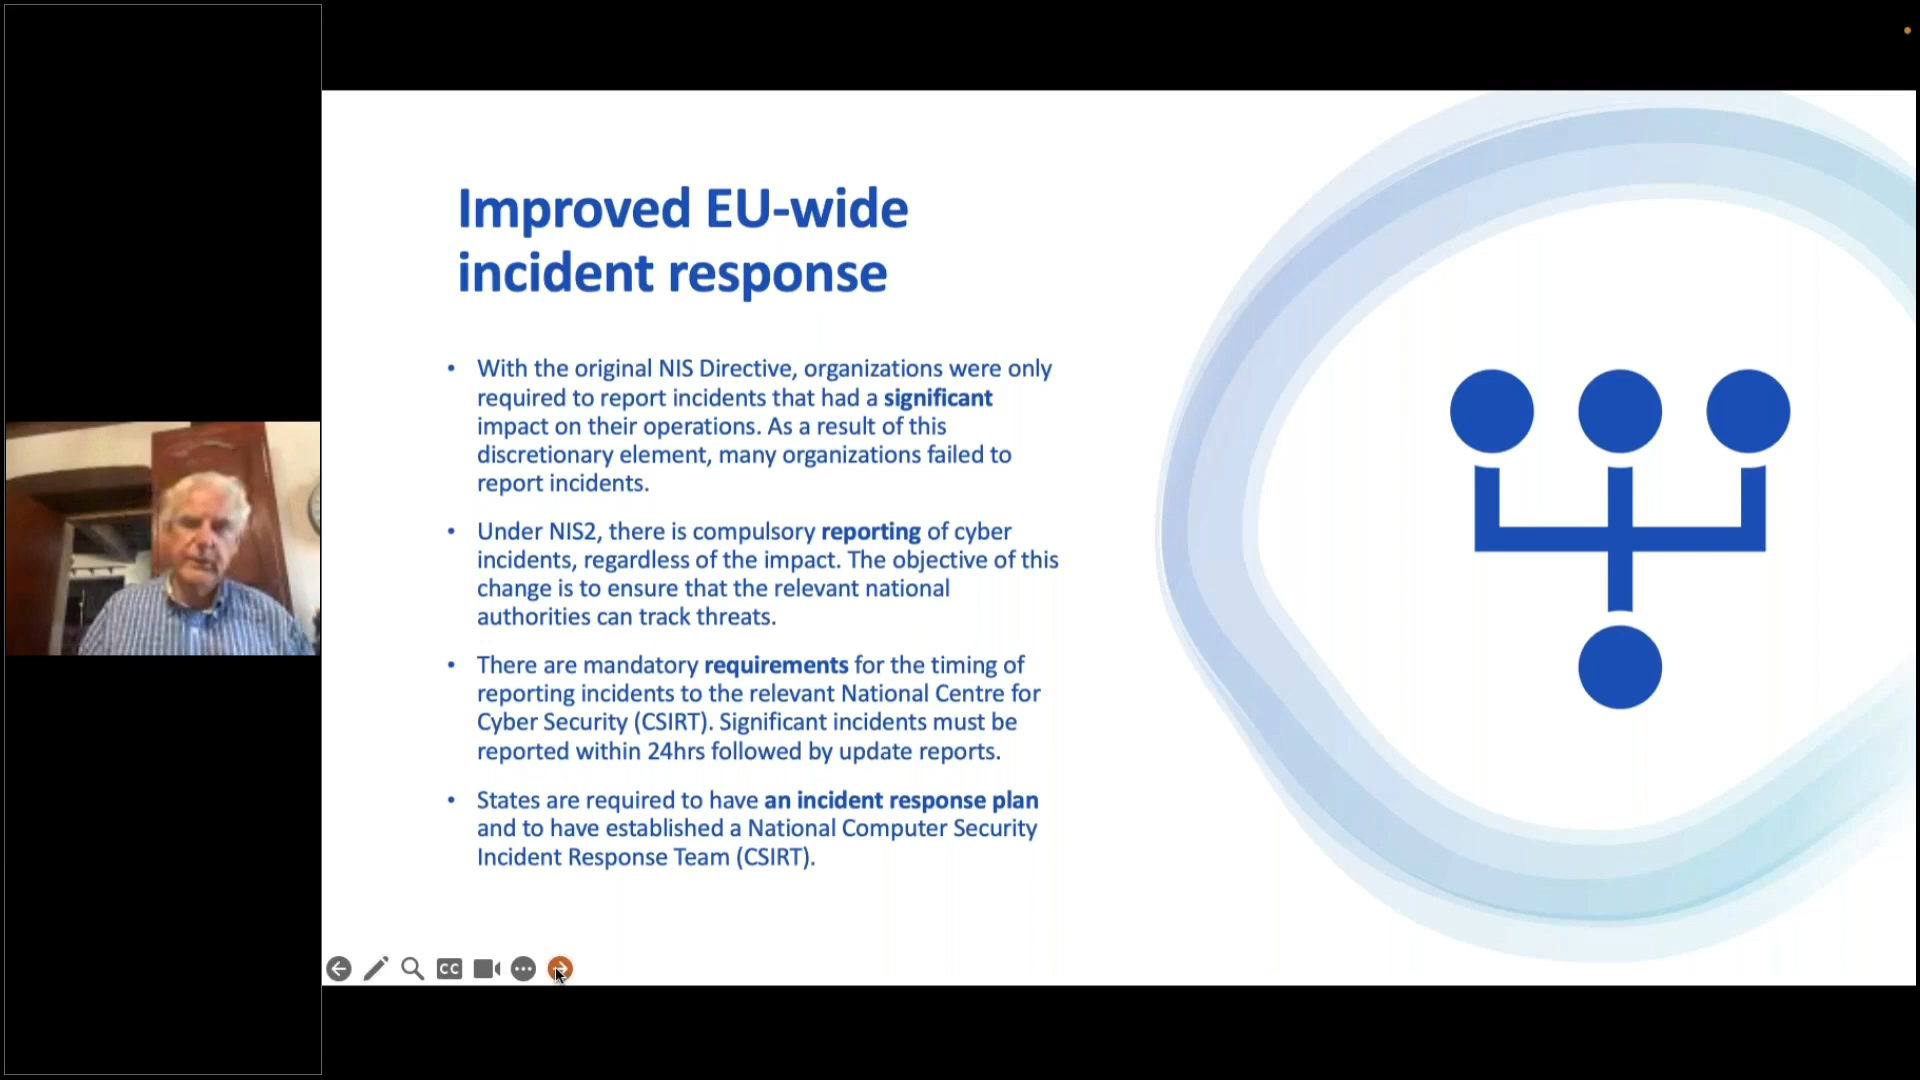 Improved EU-wide
incident response
• With the original NIS Directive, organizations were only
required to report incidents that had a significant
impact on their operations. As a result of this
discretionary element, many organizations failed to
report incidents.
• Under NIS2, there is compulsory reporting of cyber
incidents, regardless of the impact. The objective of this
change is to ensure that the relevant national
authorities can track threats.
• There are mandatory requirements for the timing of
reporting incidents to the relevant National Centre for
Cyber Security (CSIRT). Significant incidents must be
reported within 24hrs followed by update reports.
• States are required to have an incident response plan
and to have established a National Computer Security
Incident Response Team (CSIRT).
CC